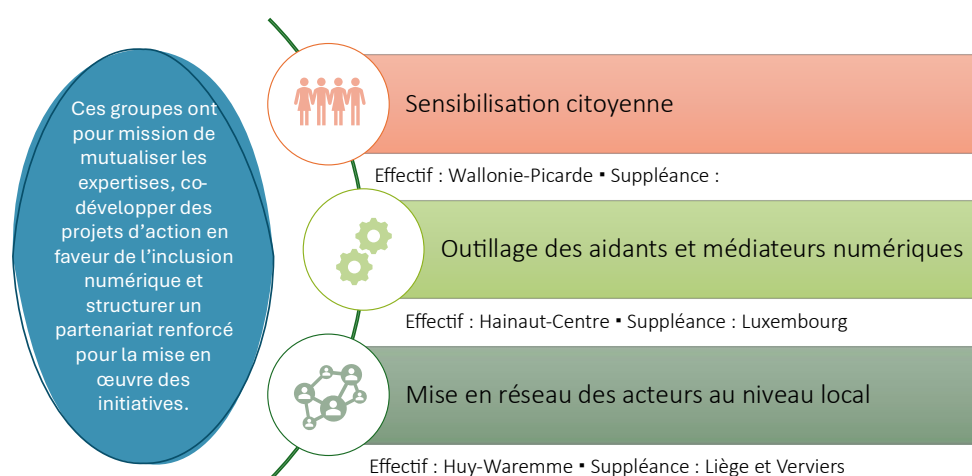 Ces groupes ont
pour mission de
mutualiser les
expertises, co-
développer des
projets d’action en
faveur de l’inclusion
numérique et
structurer un
partenariat renforcé
pour la mise en
œuvre des
initiatives.
Sensibilisation citoyenne
Effectif : Wallonie-Picarde ▪ Suppléance :
Outillage des aidants et médiateurs numériques
Effectif : Hainaut-Centre ▪ Suppléance : Luxembourg
Mise en réseau des acteurs au niveau local
Effectif : Huy-Waremme ▪ Suppléance : Liège et Verviers